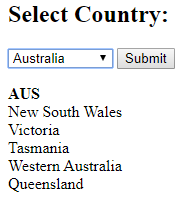 Select Country:
Australia Submit
AUS
New South Wales
Victoria
Tasmania
Western Australia
Queensland